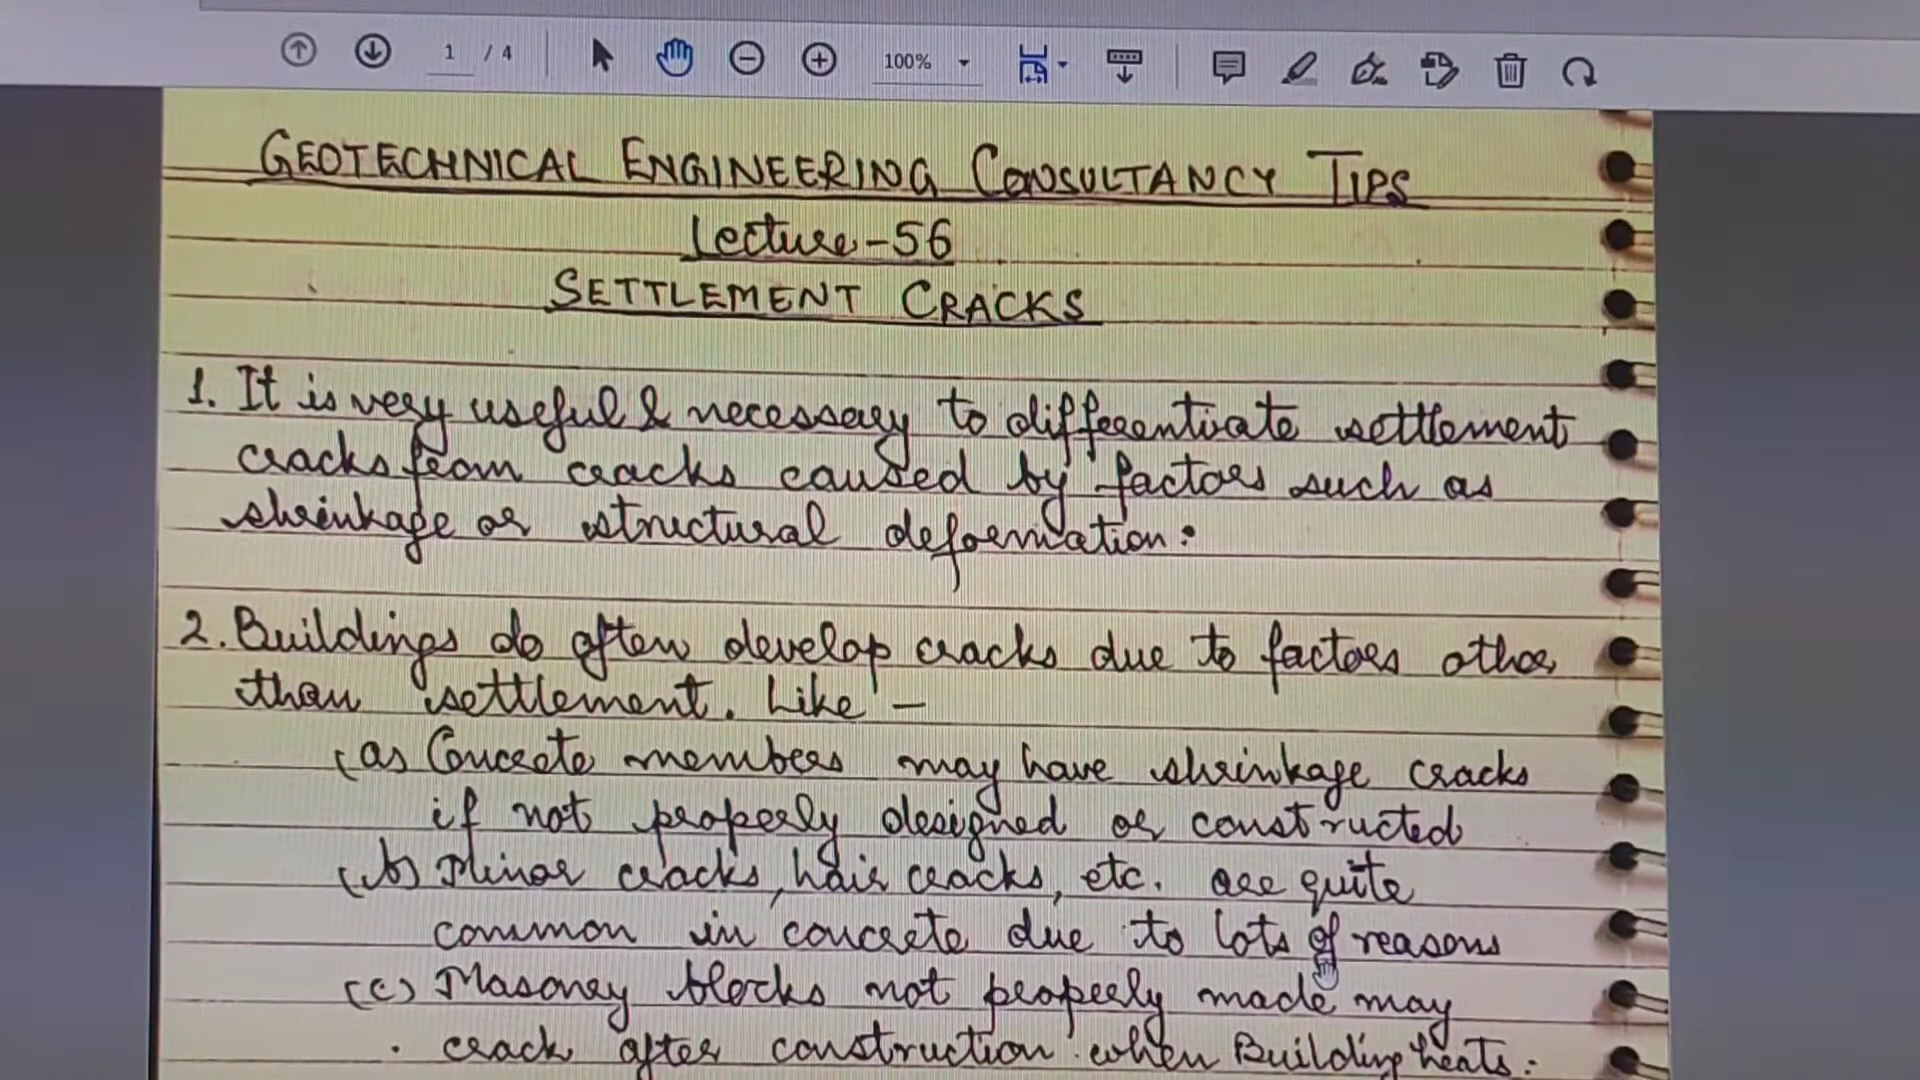 1 / 4
100%
GEOTECHNICAL ENGINEERING CONSULTANCY TIPS
Lecture-56
SETTLEMENT CRACKS
1. It is very useful & necessary to differentiate settlement
cracks from cracks caused by factors such as
shrinkage or structural deformation.
2. Buildings do often develop cracks due to factors other
than settlement. Like –
(a) Concrete members may have shrinkage cracks
if not properly designed or constructed
(b) Minor cracks, hair cracks, etc. are quite
common in concrete due to lots of reasons
(c) Masonry blocks not properly made may
crack after construction when Building heats.